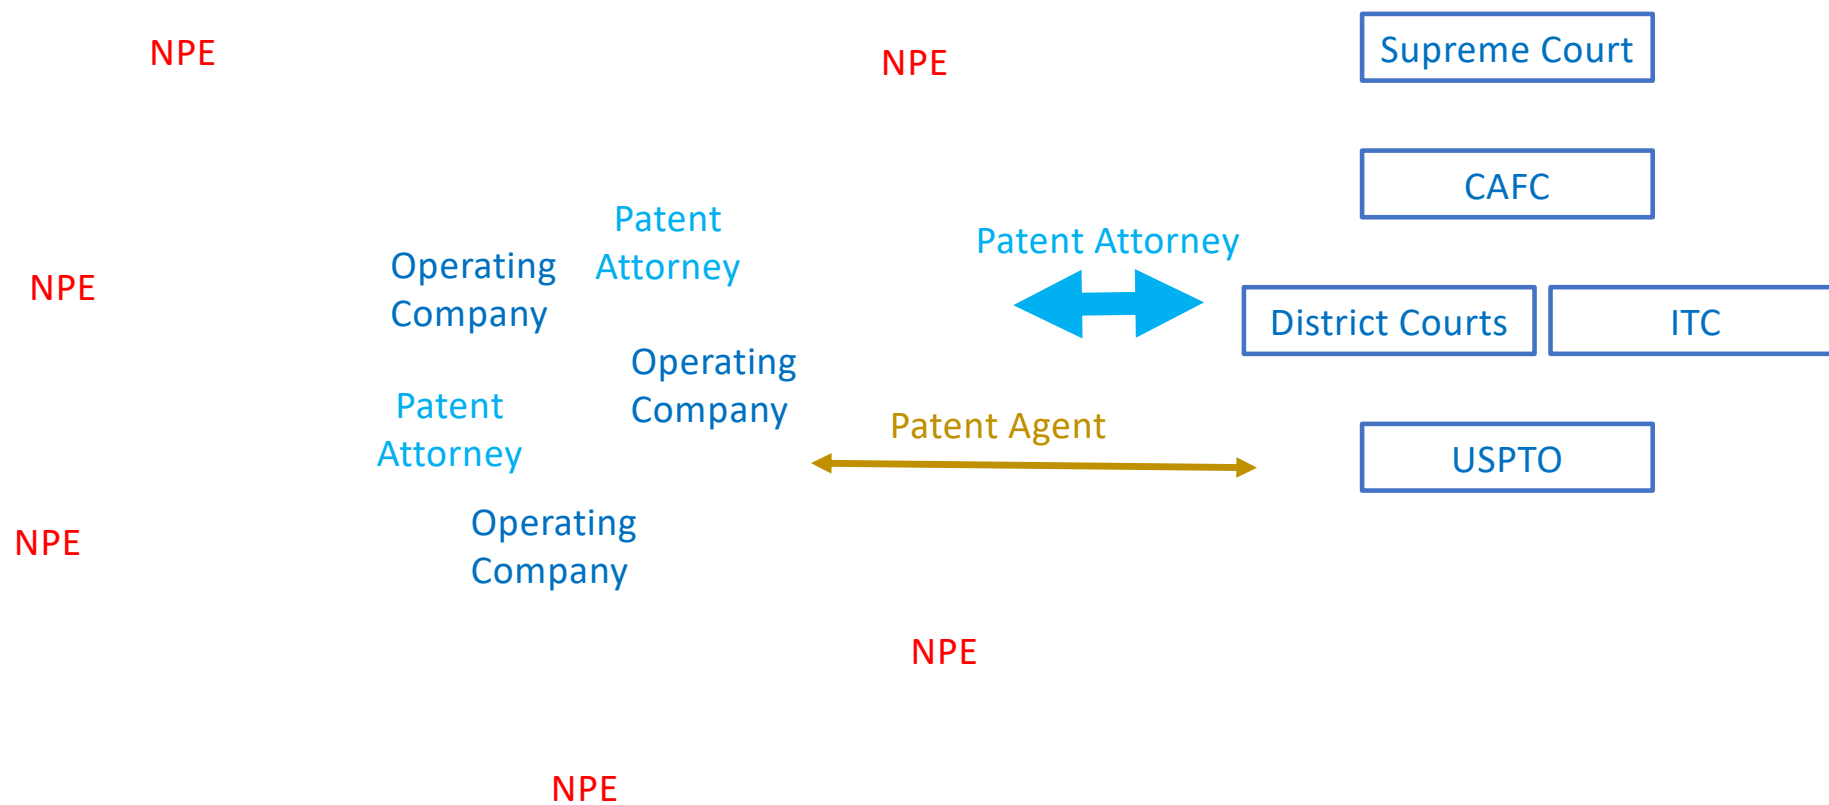 NPE
NPE
Supreme Court
CAFC
Patent
Attorney
Patent Attorney
Operating
Company
NPE
District Courts
ITC
Operating
Company
Patent
Attorney
Patent Agent
USPTO
Operating
Company
NPE
NPE
NPE